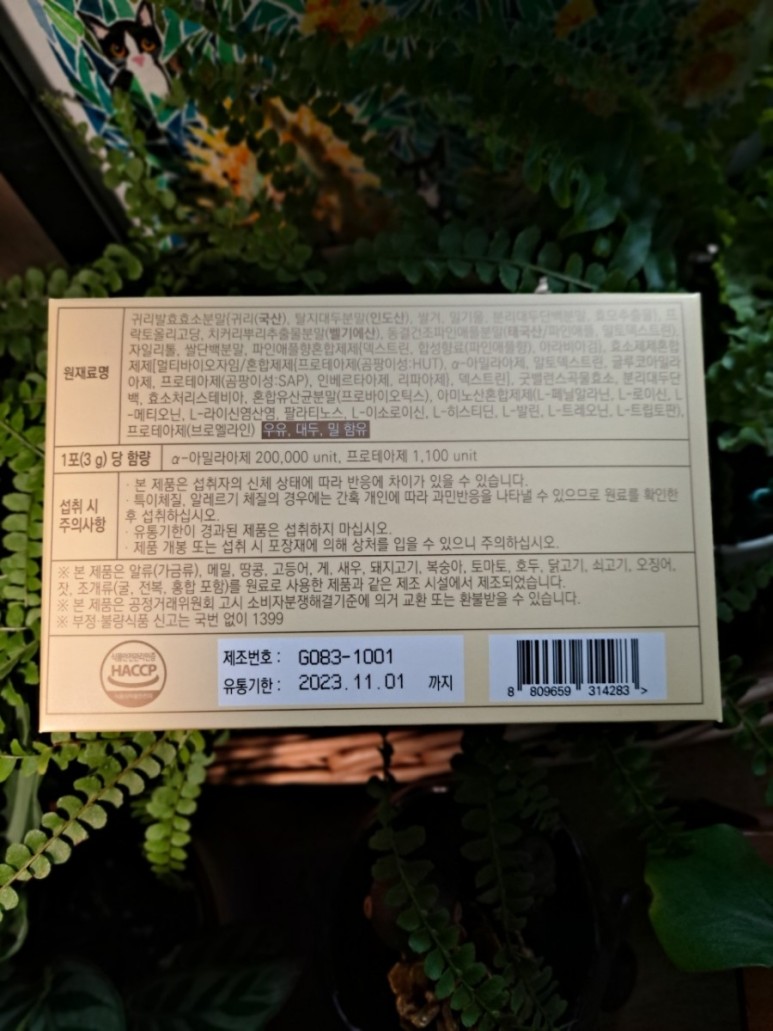 원재료명
귀리발효효소분말{귀리(국산), 탈지대두분말(인도산), 쌀겨, 밀기울, 분리대두단백분말, 효모추출물}, 프
락토올리고당, 치커리뿌리추출물분말(벨기에산), 동결건조파인애플분말(태국산/파인애플, 말토덱스트린),
자일리톨, 쌀단백분말, 파인애플향혼합제제[덱스트린, 합성향료(파인애플향), 아라비아검], 효소제제혼합
제제[멀티바이오자임/혼합제제[프로테아제(곰팡이성:HUT), α-아밀라아제, 말토덱스트린, 글루코아밀라
아제, 프로테아제(곰팡이성:SAP), 인베르타아제, 리파아제], 덱스트린], 굿밸런스곡물효소, 분리대두단
백, 효소처리스테비아, 혼합유산균분말(프로바이오틱스), 아미노산혼합제제(L-페닐알라닌, L-로이신, L
-메티오닌, L-라이신염산염, 팔라티노스, L-이소로이신, L-히스티딘, L-발린, L-트레오닌, L-트립토판),
프로테아제(브로멜라인) 우유, 대두, 밀 함유
1포(3 g) 당 함량 α-아밀라아제 200,000 unit, 프로테아제 1,100 unit
섭취 시
주의사항
· 본 제품은 섭취자의 신체 상태에 따라 반응에 차이가 있을 수 있습니다.
· 특이체질, 알레르기 체질의 경우에는 간혹 개인에 따라 과민반응을 나타낼 수 있으므로 원료를 확인한
후 섭취하십시오.
· 유통기한이 경과된 제품은 섭취하지 마십시오.
· 제품 개봉 또는 섭취 시 포장재에 의해 상처를 입을 수 있으니 주의하십시오.
※ 본 제품은 알류(가금류), 메밀, 땅콩, 고등어, 게, 새우, 돼지고기, 복숭아, 토마토, 호두, 닭고기, 쇠고기, 오징어,
잣, 조개류(굴, 전복, 홍합 포함)를 원료로 사용한 제품과 같은 제조 시설에서 제조되었습니다.
※ 본 제품은 공정거래위원회 고시 소비자분쟁해결기준에 의거 교환 또는 환불받을 수 있습니다.
※ 부정·불량식품 신고는 국번 없이 1399
식품안전관리인증
HACCP
식품의약품안전처
제조번호 : G083-1001
유통기한 : 2023.11.01 까지
8 809659 314283 >